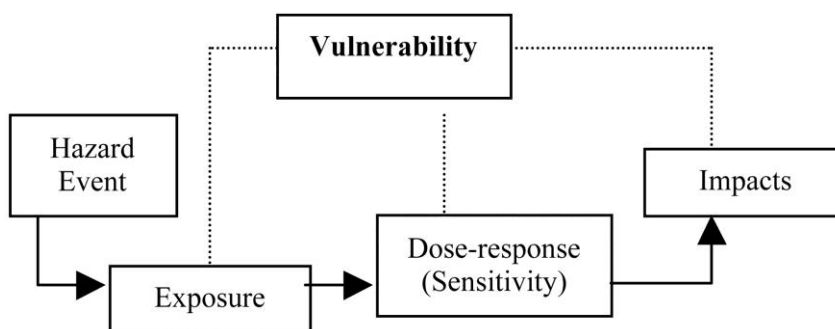 Vulnerability
Hazard
Event
Impacts
Dose-response
(Sensitivity)
Exposure